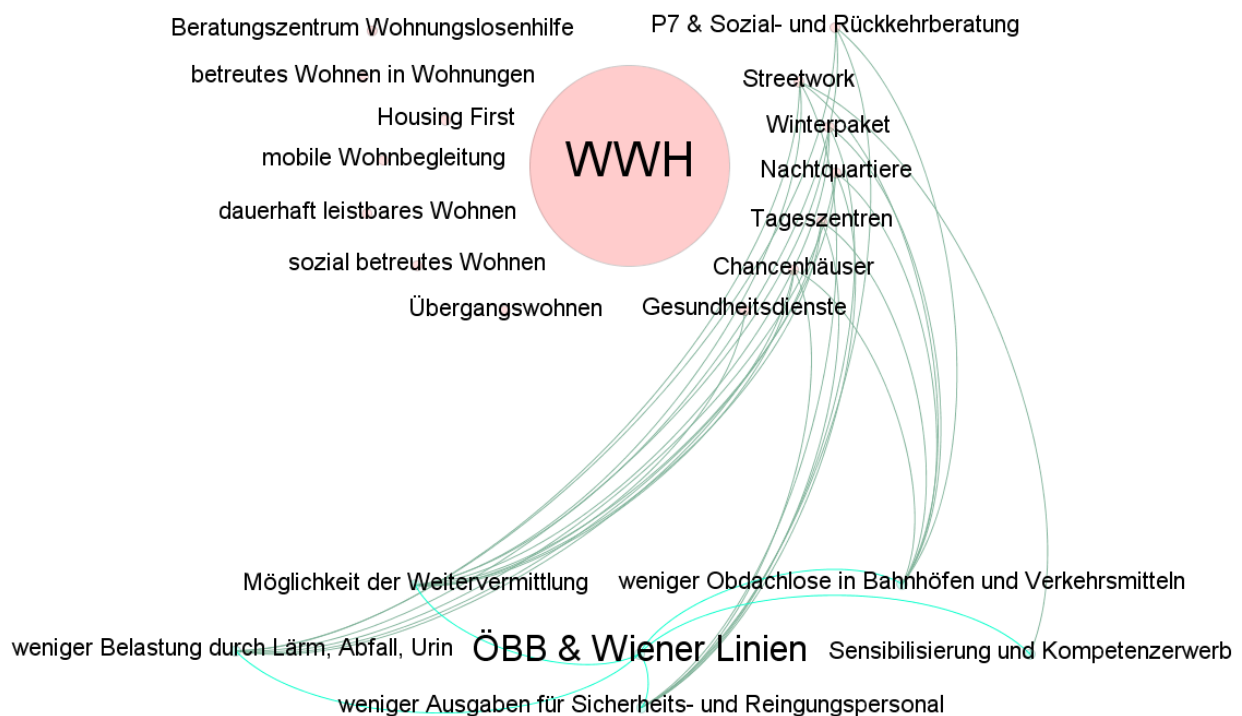 Beratungszentrum Wohnungslosenhilfe
betreutes Wohnen in Wohnungen
Housing First
mobile Wohnbegleitung
dauerhaft leistbares Wohnen
sozial betreutes Wohnen
Übergangswohnen
WWH
P7 & Sozial- und Rückkehrberatung
Streetwork
Winterpaket
Nachtquartiere
Tageszentren
Chancenhäuser
Gesundheitsdienste
Möglichkeit der Weitervermittlung
weniger Obdachlose in Bahnhöfen und Verkehrsmitteln
weniger Belastung durch Lärm, Abfall, Urin
ÖBB & Wiener Linien
Sensibilisierung und Kompetenzerwerb
weniger Ausgaben für Sicherheits- und Reingungspersonal